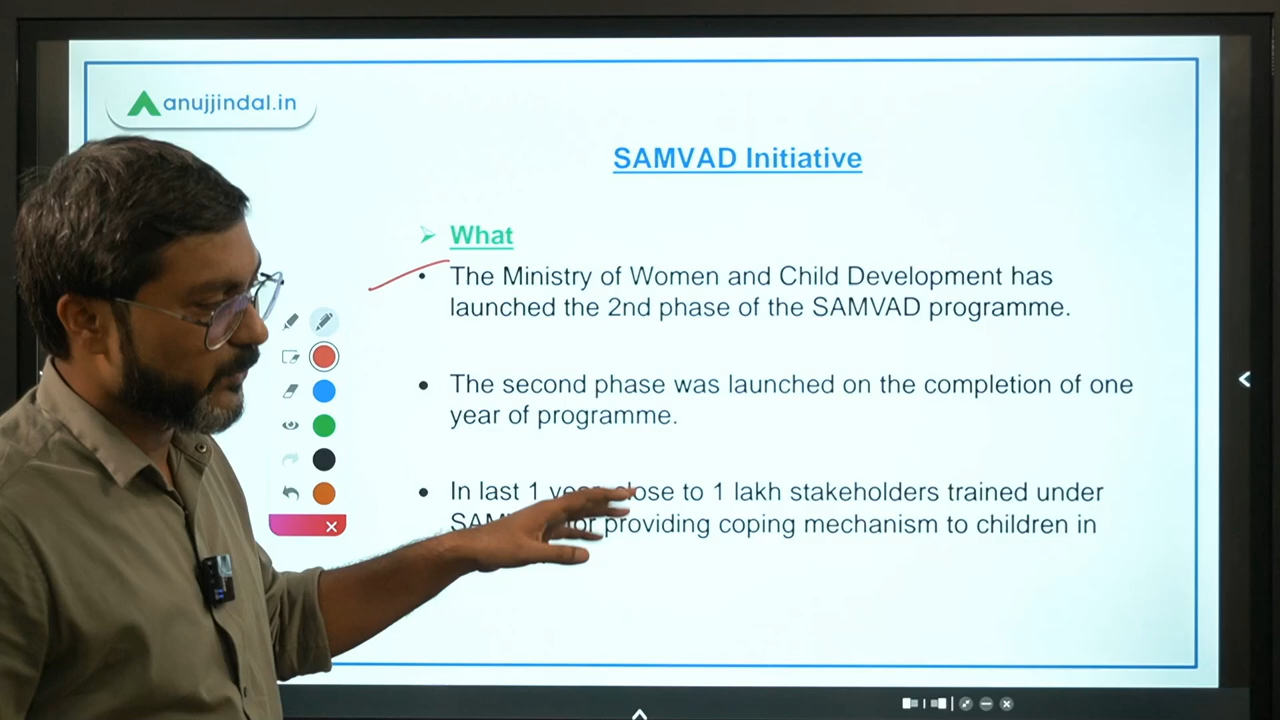 anujjindal.in
SAMVAD Initiative
What
The Ministry of Women and Child Development has
launched the 2nd phase of the SAMVAD programme.
The second phase was launched on the completion of one
year of programme.
In last 1 year close to 1 lakh stakeholders trained under
for providing coping mechanism to children in